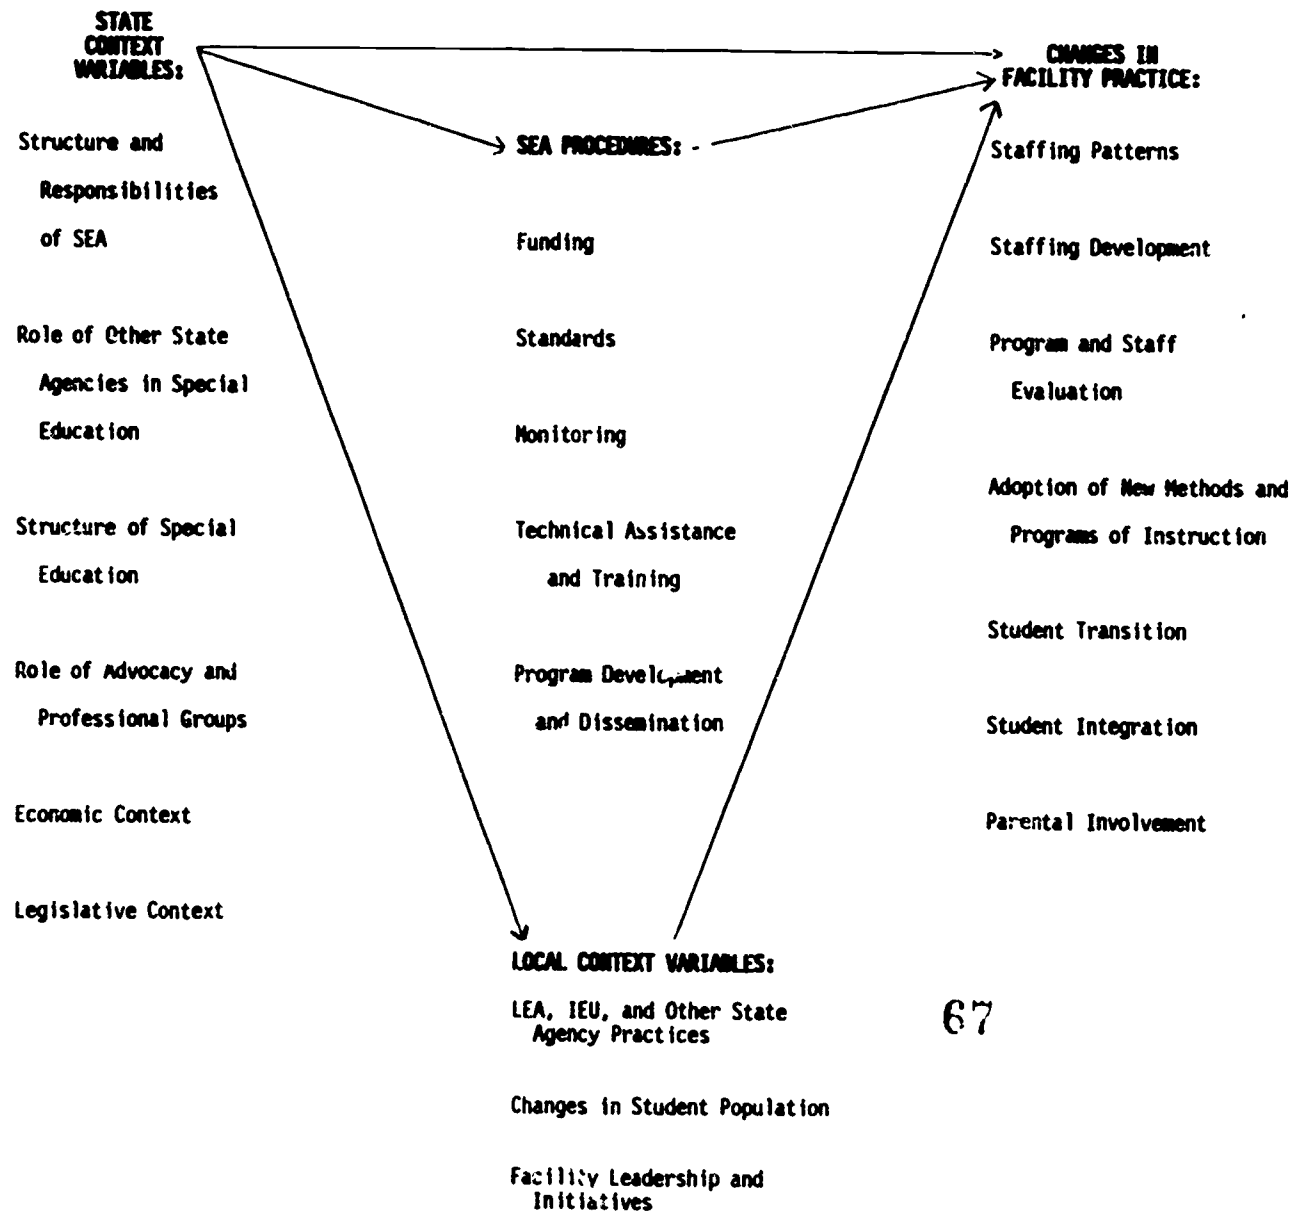 STATE
CONTEXT
VARIABLES:
Structure and
Responsibilities
of SEA
Role of Other State
Agencies in Special
Education
Structure of Special
Education
Role of Advocacy and
Professional Groups
Economic Context
Legislative Context
SEA PROCEDURES:
Funding
Standards
Monitoring
Technical Assistance
and Training
Program Development
and Dissemination
LOCAL CONTEXT VARIABLES:
LEA, IEU, and Other State
Agency Practices
Changes in Student Population
Facility Leadership and
Initiatives
CHANGES IN
FACILITY PRACTICE:
Staffing Patterns
Staffing Development
Program and Staff
Evaluation
Adoption of New Methods and
Programs of Instruction
Student Transition
Student Integration
Parental Involvement
67